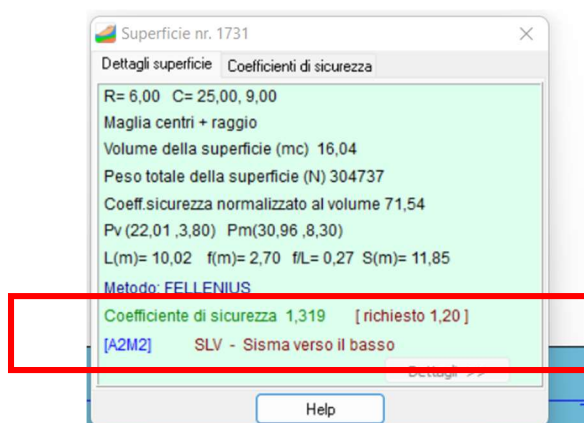 Superficie nr. 1731
Dettagli superficie Coefficienti di sicurezza
R= 6,00 C= 25,00, 9,00
Maglia centri + raggio
Volume della superficie (mc) 16,04
Peso totale della superficie (N) 304737
Coeff.sicurezza normalizzato al volume 71,54
Pv (22,01 ,3,80) Pm(30,96 ,8,30)
L(m)= 10,02 f(m)= 2,70 f/L= 0,27 S(m)= 11,85
Metodo: FELLENIUS
Coefficiente di sicurezza 1,319 [ richiesto 1,20 ]
[A2M2] SLV - Sisma verso il basso
Dettagli >>
Help